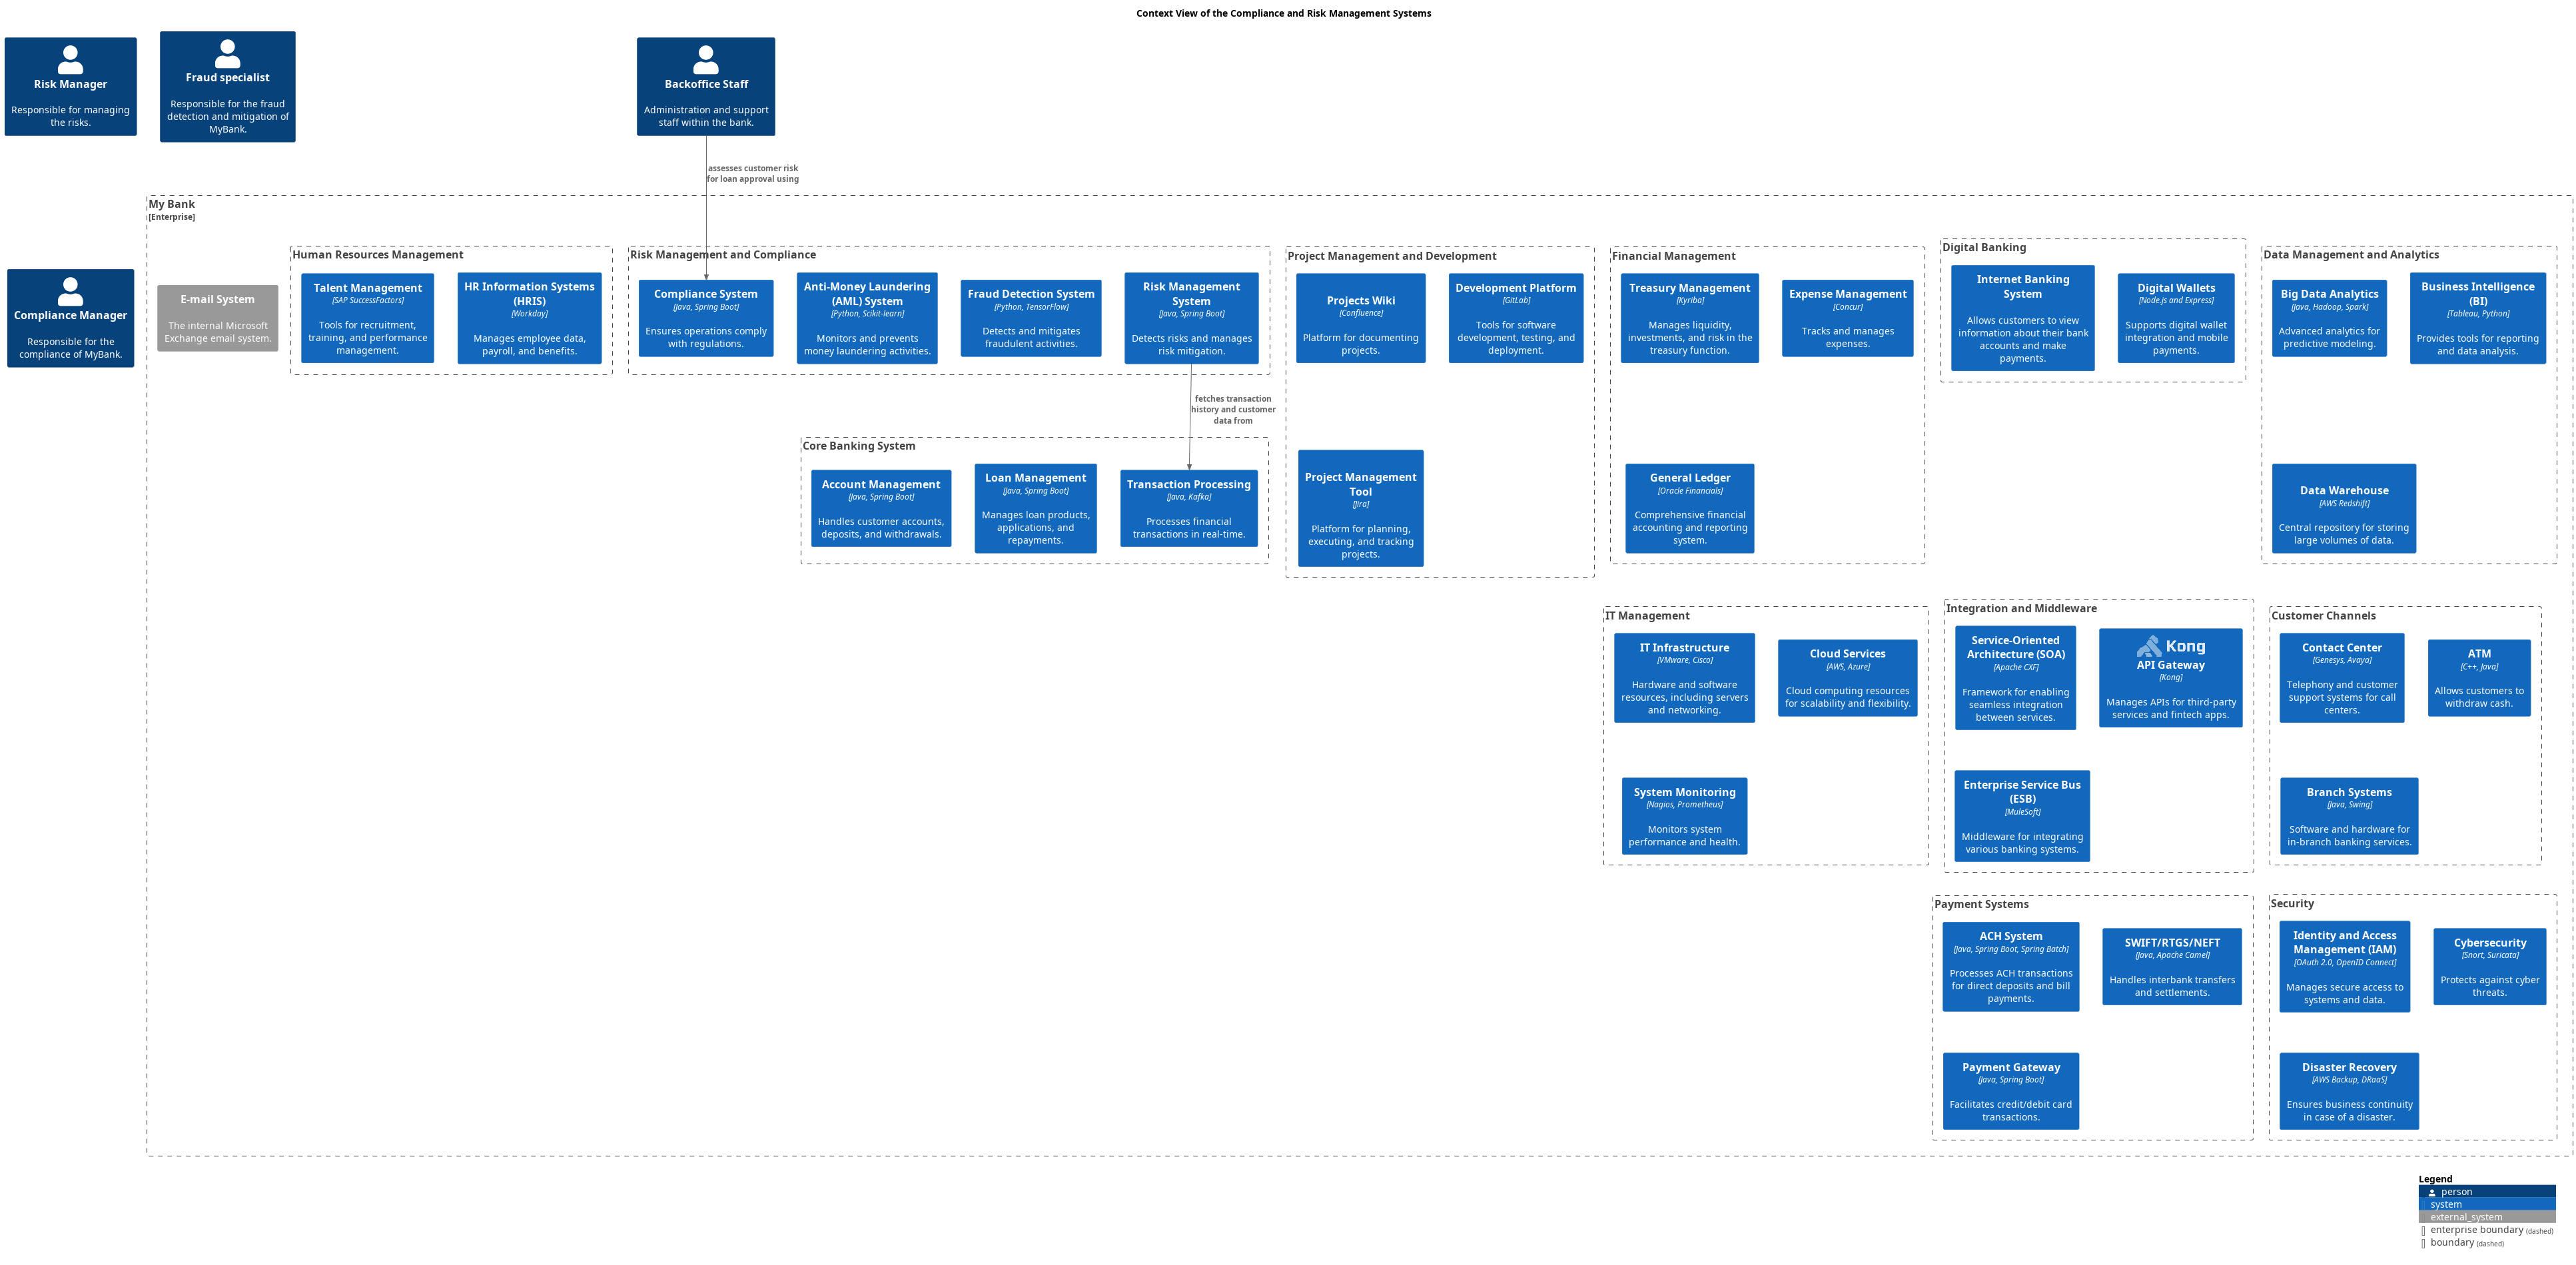 Context View of the Compliance and Risk Management Systems
Risk Manager
Responsible for managing
the risks.
Fraud specialist
Responsible for the fraud
detection and mitigation of
MyBank.
Backoffice Staff
Administration and support
staff within the bank.
assesses customer risk
for loan approval using
My Bank
[Enterprise]
Compliance Manager
Responsible for the
compliance of MyBank.
E-mail System
The internal Microsoft
Exchange email system.
Human Resources Management
Talent Management
[SAP SuccessFactors]
Tools for recruitment,
training, and performance
management.
HR Information Systems
(HRIS)
[Workday]
Manages employee data,
payroll, and benefits.
Risk Management and Compliance
Compliance System
[Java, Spring Boot]
Ensures operations comply
with regulations.
Anti-Money Laundering
(AML) System
[Python, Scikit-learn]
Monitors and prevents
money laundering activities.
Fraud Detection System
[Python, TensorFlow]
Detects and mitigates
fraudulent activities.
Risk Management
System
[Java, Spring Boot]
Detects risks and manages
risk mitigation.
fetches transaction
history and customer
data from
Core Banking System
Account Management
[Java, Spring Boot]
Handles customer accounts,
deposits, and withdrawals.
Loan Management
[Java, Spring Boot]
Manages loan products,
applications, and
repayments.
Transaction Processing
[Java, Kafka]
Processes financial
transactions in real-time.
Project Management and Development
Projects Wiki
[Confluence]
Platform for documenting
projects.
Development Platform
[GitLab]
Tools for software
development, testing, and
deployment.
Project Management
Tool
[Jira]
Platform for planning,
executing, and tracking
projects.
Financial Management
Treasury Management
[Kyriba]
Manages liquidity,
investments, and risk in the
treasury function.
Expense Management
[Concur]
Tracks and manages
expenses.
General Ledger
[Oracle Financials]
Comprehensive financial
accounting and reporting
system.
Digital Banking
Internet Banking
System
Allows customers to view
information about their bank
accounts and make
payments.
Digital Wallets
[Node.js and Express]
Supports digital wallet
integration and mobile
payments.
Data Management and Analytics
Big Data Analytics
[Java, Hadoop, Spark]
Advanced analytics for
predictive modeling.
Business Intelligence
(BI)
[Tableau, Python]
Provides tools for reporting
and data analysis.
Data Warehouse
[AWS Redshift]
Central repository for storing
large volumes of data.
IT Management
IT Infrastructure
[VMware, Cisco]
Hardware and software
resources, including servers
and networking.
Cloud Services
[AWS, Azure]
Cloud computing resources
for scalability and flexibility.
System Monitoring
[Nagios, Prometheus]
Monitors system
performance and health.
Integration and Middleware
Service-Oriented
Architecture (SOA)
[Apache CXF]
Framework for enabling
seamless integration
between services.
Kong
API Gateway
[Kong]
Manages APIs for third-party
services and fintech apps.
Enterprise Service Bus
(ESB)
[MuleSoft]
Middleware for integrating
various banking systems.
Customer Channels
Contact Center
[Genesys, Avaya]
Telephony and customer
support systems for call
centers.
ATM
[C++, Java]
Allows customers to
withdraw cash.
Branch Systems
[Java, Swing]
Software and hardware for
in-branch banking services.
Payment Systems
ACH System
[Java, Spring Boot, Spring Batch]
Processes ACH transactions
for direct deposits and bill
payments.
SWIFT/RTGS/NEFT
[Java, Apache Camel]
Handles interbank transfers
and settlements.
Payment Gateway
[Java, Spring Boot]
Facilitates credit/debit card
transactions.
Security
Identity and Access
Management (IAM)
[OAuth 2.0, OpenID Connect]
Manages secure access to
systems and data.
Cybersecurity
[Snort, Suricata]
Protects against cyber
threats.
Disaster Recovery
[AWS Backup, DRaaS]
Ensures business continuity
in case of a disaster.
Legend
person
system
external_system
enterprise boundary (dashed)
boundary (dashed)